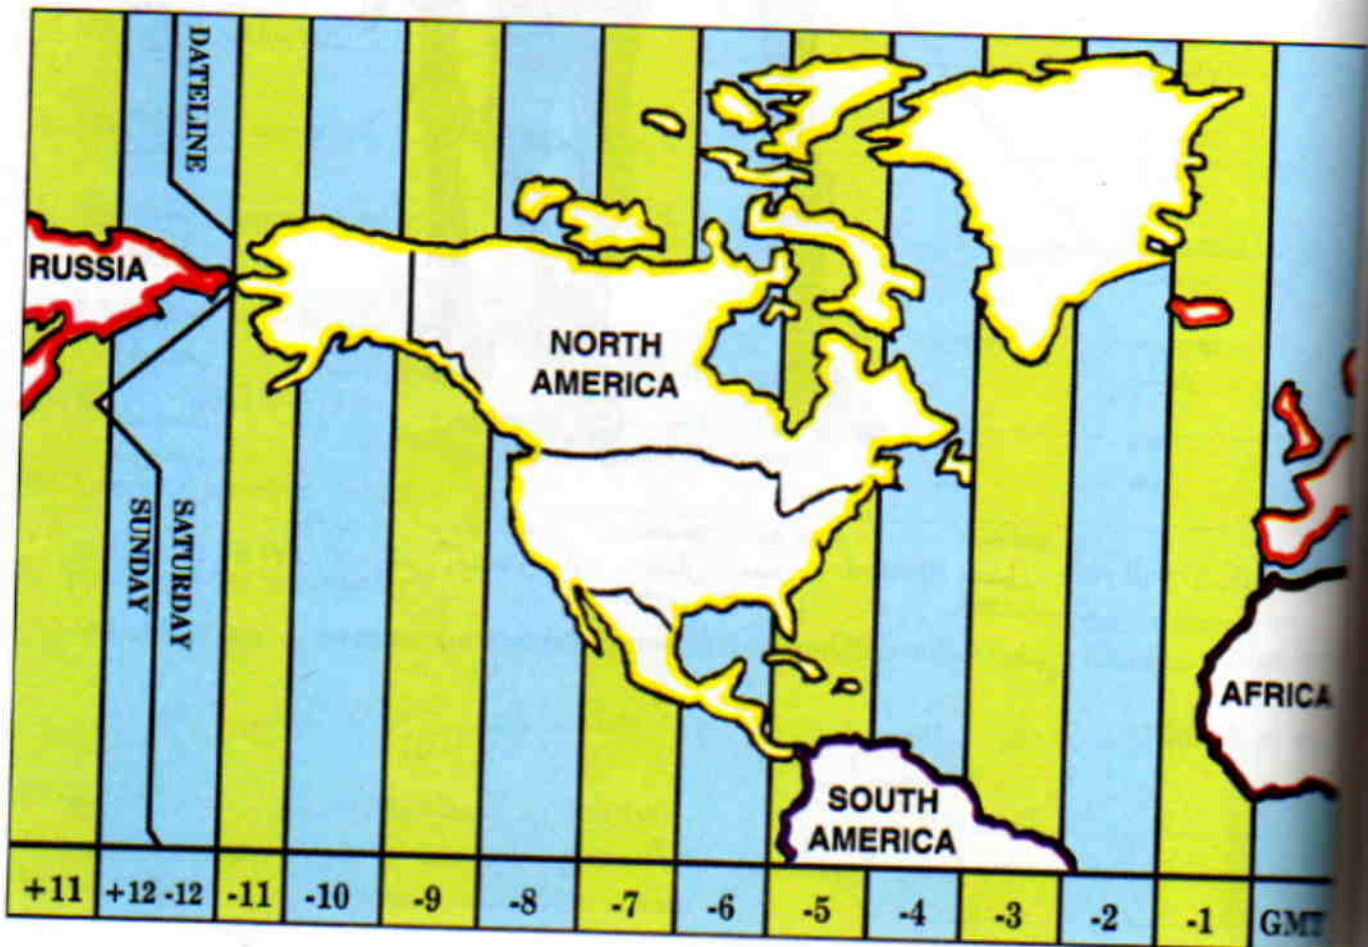 DATELINE
RUSSIA
NORTH
AMERICA
SATURDAY
SUNDAY
AFRICA
SOUTH
AMERICA
+11 +12 -12 -11 -10 -9 -8 -7 -6 -5 -4 -3 -2 -1 GMT